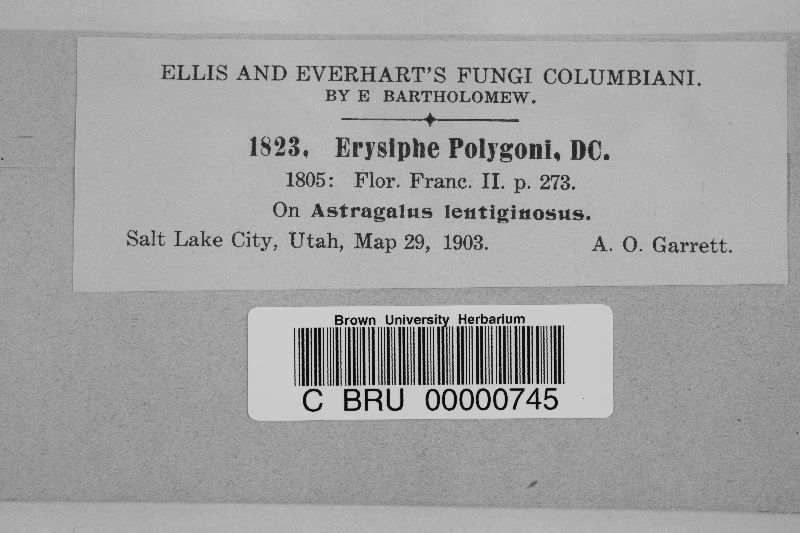 ELLIS AND EVERHART'S FUNGI COLUMBIANI.
BY E BARTHOLOMEW.
1823. Erysiphe Polygoni, DC.
1805: Flor. Franc. II. p. 273.
On Astragalus lentiginosus.
Salt Lake City, Utah, Map 29, 1903. A. O. Garrett.
Brown University Herbarium
C BRU 00000745